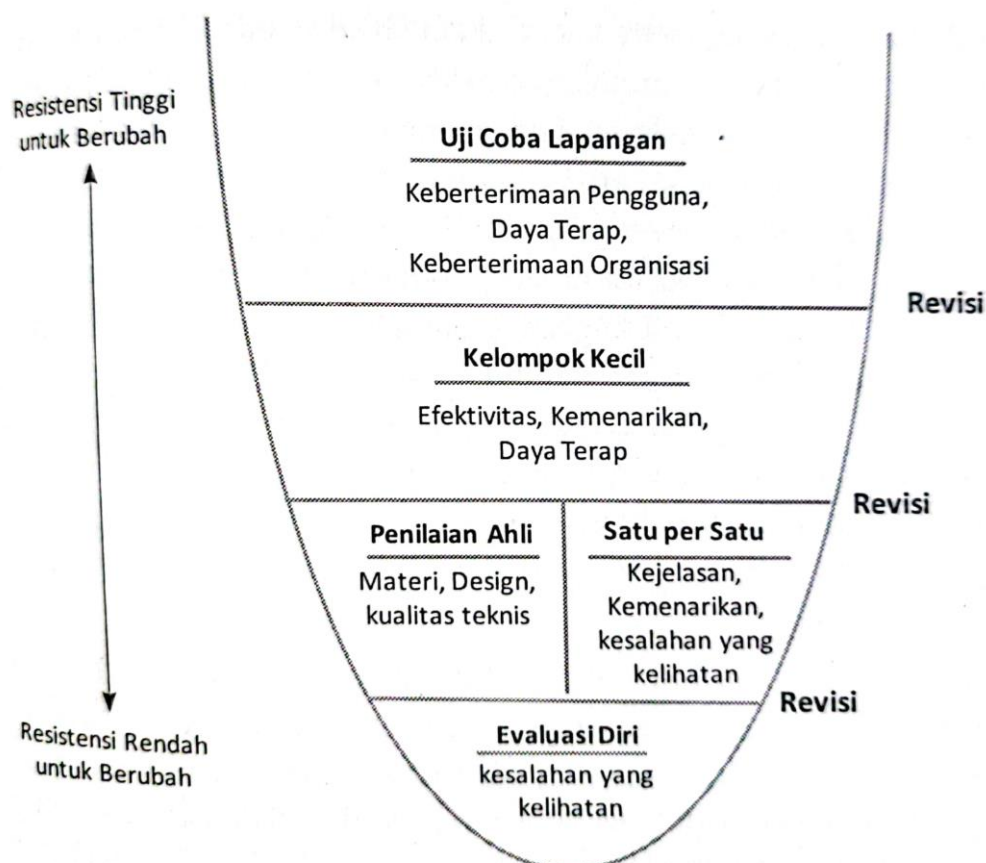 Resistensi Tinggi
untuk Berubah
Uji Coba Lapangan
Keberterimaan Pengguna,
Daya Terap,
Keberterimaan Organisasi
Revisi
Kelompok Kecil
Efektivitas, Kemenarikan,
Daya Terap
Revisi
Penilaian Ahli
Materi, Design,
kualitas teknis
Satu per Satu
Kejelasan,
Kemenarikan,
kesalahan yang
kelihatan
Revisi
Resistensi Rendah
untuk Berubah
Evaluasi Diri
kesalahan yang
kelihatan